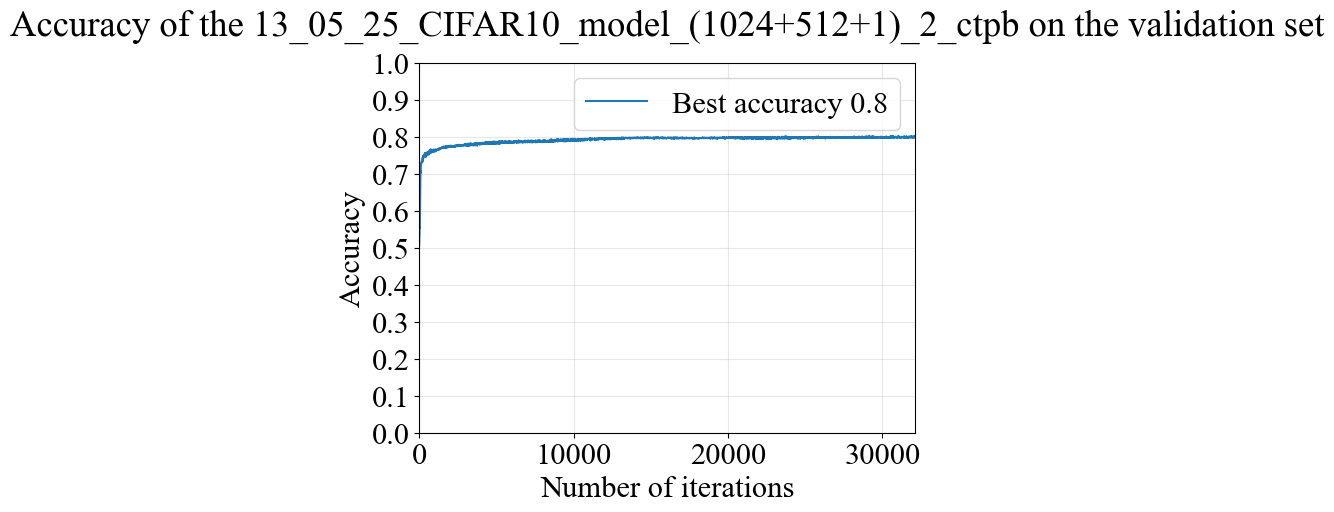 Accuracy of the 13_05_25_CIFAR10_model_(1024+512+1)_2_ctpb on the validation set
1.0
0.9
0.8
0.7
0.6
0.5
0.4
0.3
0.2
0.1
0.0
Accuracy
Best accuracy 0.8
0 10000 20000 30000
Number of iterations